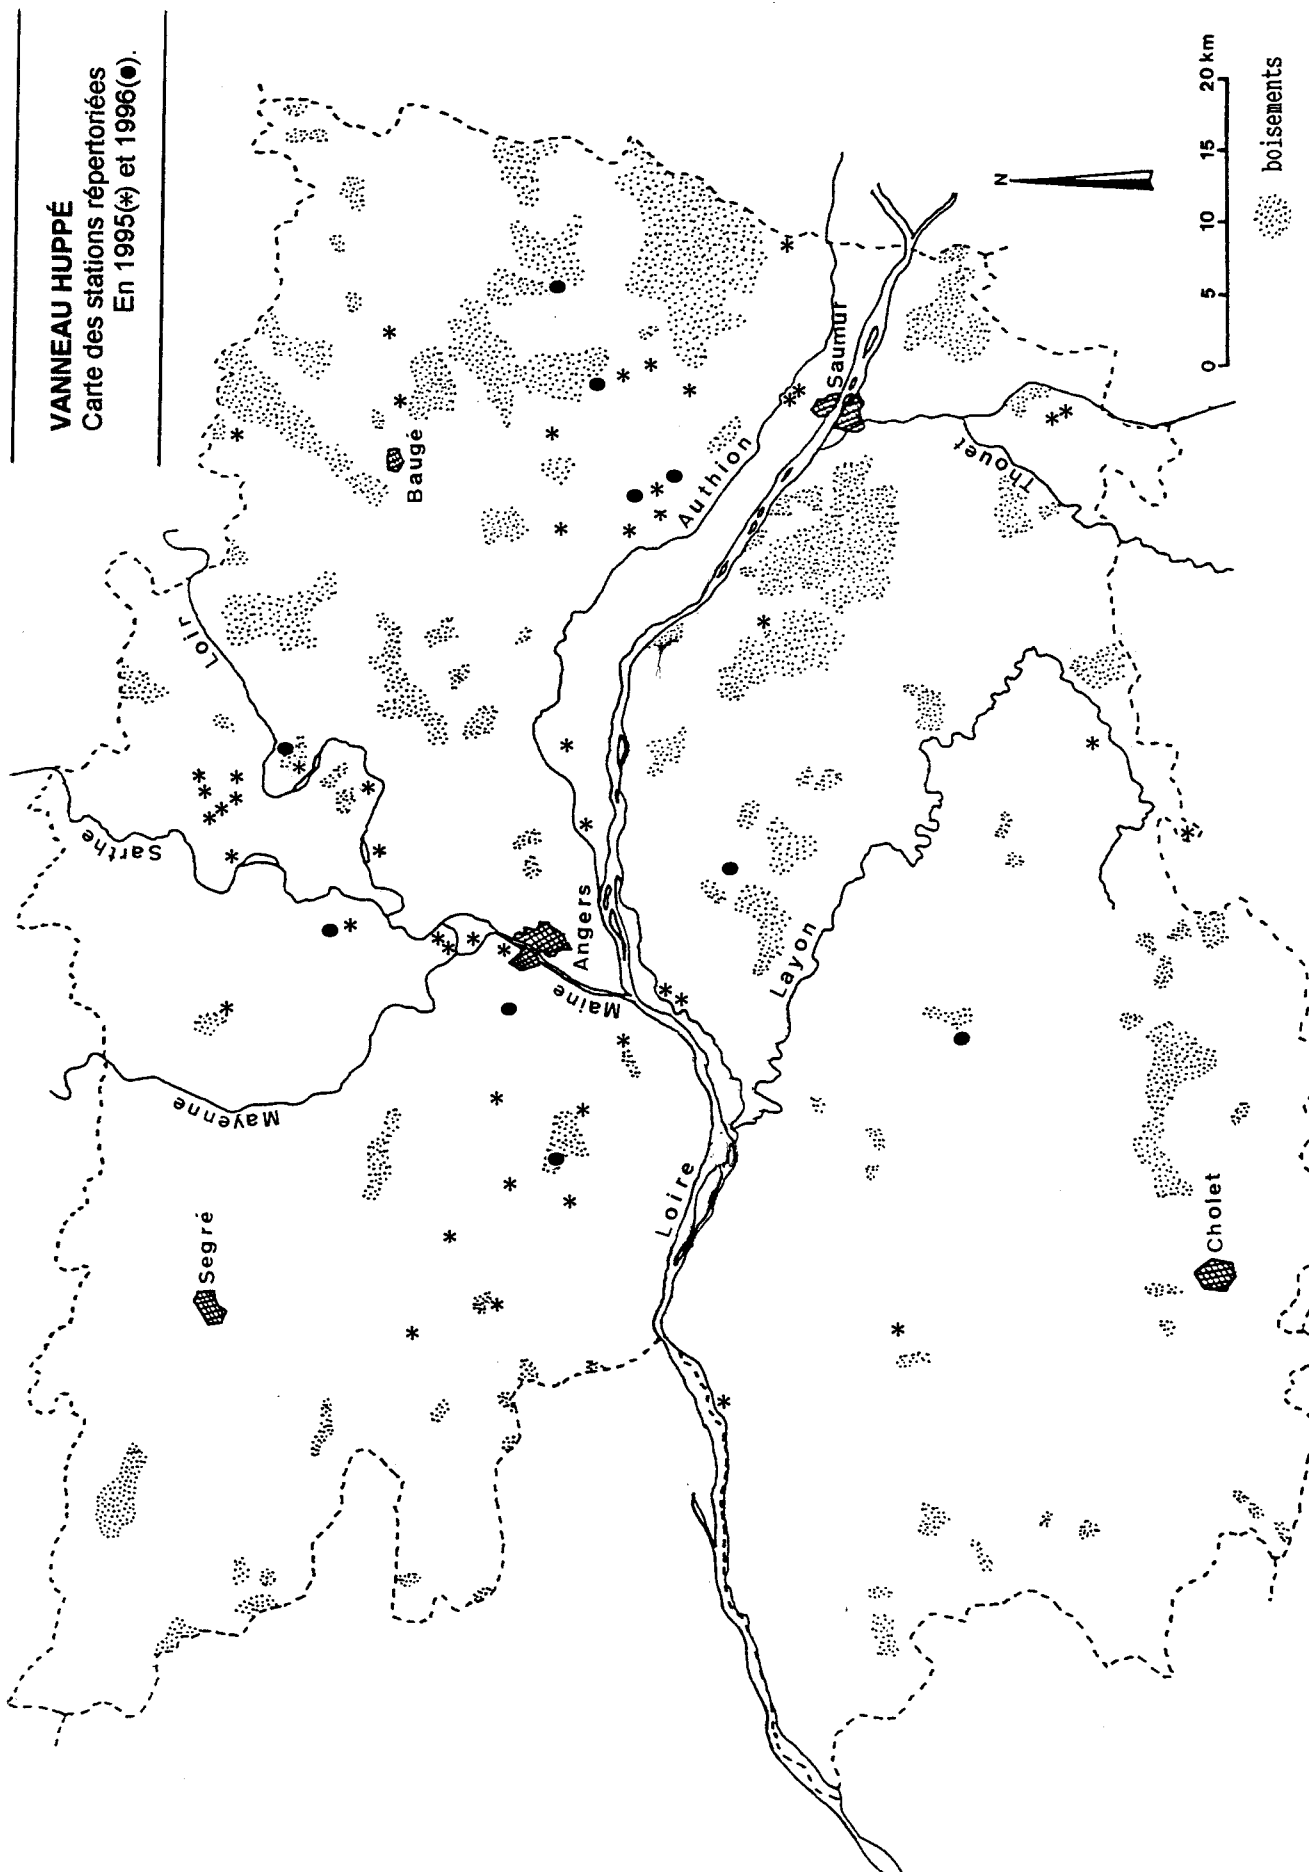 VANNEAU HUPPÉ
Carte des stations répertoriées
En 1995(*) et 1996(●).
Sarthe
Loir
Mayenne
Segré
Baugé
Angers
Maine
Authion
Saumur
Loire
Layon
Thouet
Cholet
N
0 5 10 15 20 km
boisements